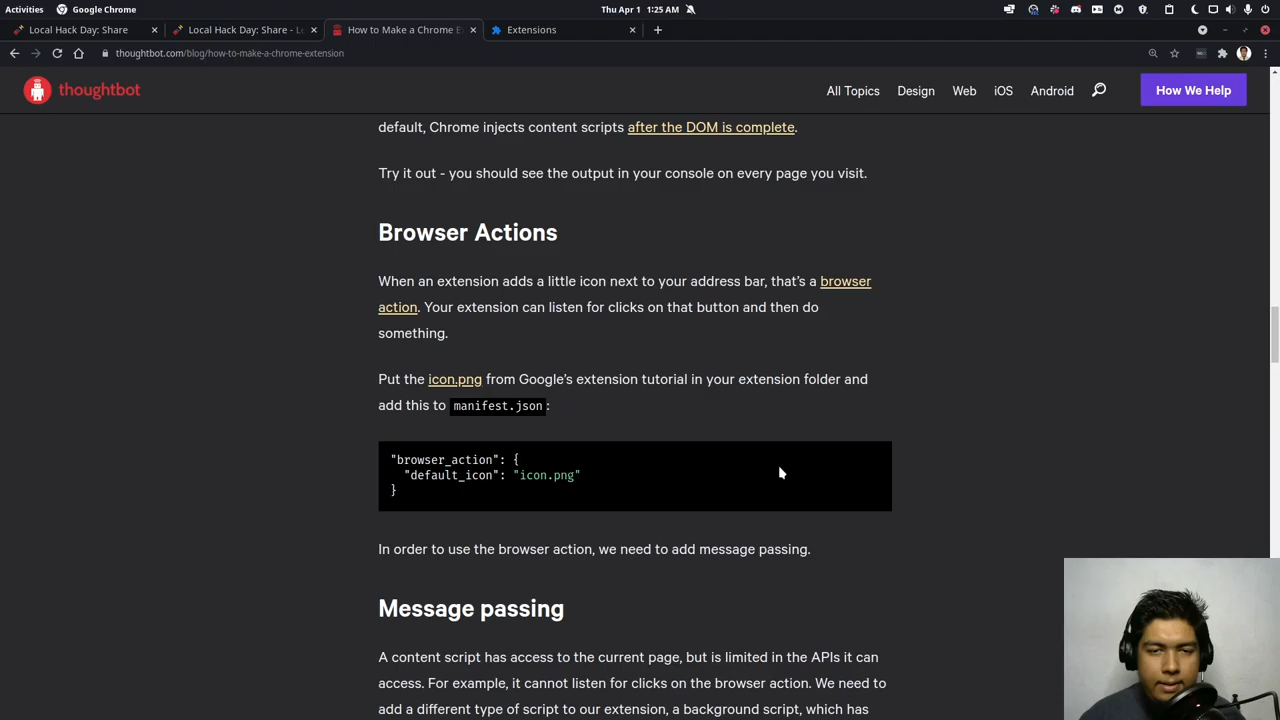 Activities Google Chrome Thu Apr 1 1:25 AM
Local Hack Day: Share Local Hack Day: Share - Lo How to Make a Chrome E Extensions
thoughtbot.com/blog/how-to-make-a-chrome-extension
thoughtbot All Topics Design Web iOS Android How We Help
default, Chrome injects content scripts after the DOM is complete.
Try it out - you should see the output in your console on every page you visit.
Browser Actions
When an extension adds a little icon next to your address bar, that’s a browser
action. Your extension can listen for clicks on that button and then do
something.
Put the icon.png from Google’s extension tutorial in your extension folder and
add this to manifest.json:
"browser_action": {
"default_icon": "icon.png"
}
In order to use the browser action, we need to add message passing.
Message passing
A content script has access to the current page, but is limited in the APIs it can
access. For example, it cannot listen for clicks on the browser action. We need to
add a different type of script to our extension, a background script, which has